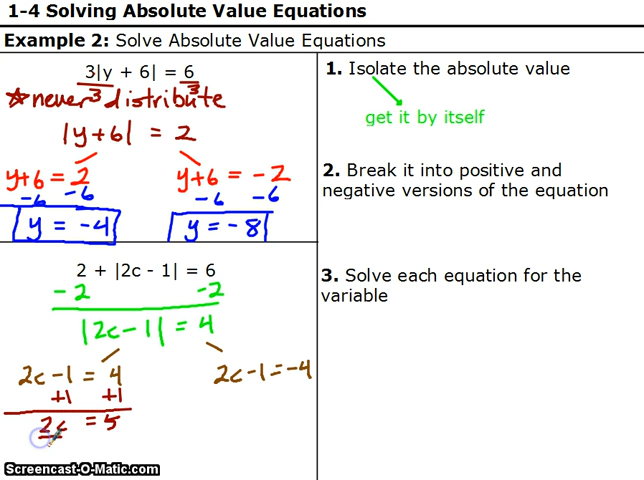 1-4 Solving Absolute Value Equations
Example 2: Solve Absolute Value Equations
3|y + 6| = 6
3 3
*never distribute
|y+6| = 2
y+6 = 2
-6 -6
y = -4
y+6 = -2
-6 -6
y = -8
2 + |2c - 1| = 6
-2 -2
|2c-1| = 4
2c-1 = 4
+1 +1
2c = 5
2c-1=-4
1. Isolate the absolute value
get it by itself
2. Break it into positive and
negative versions of the equation
3. Solve each equation for the
variable
Screencast-O-Matic.com